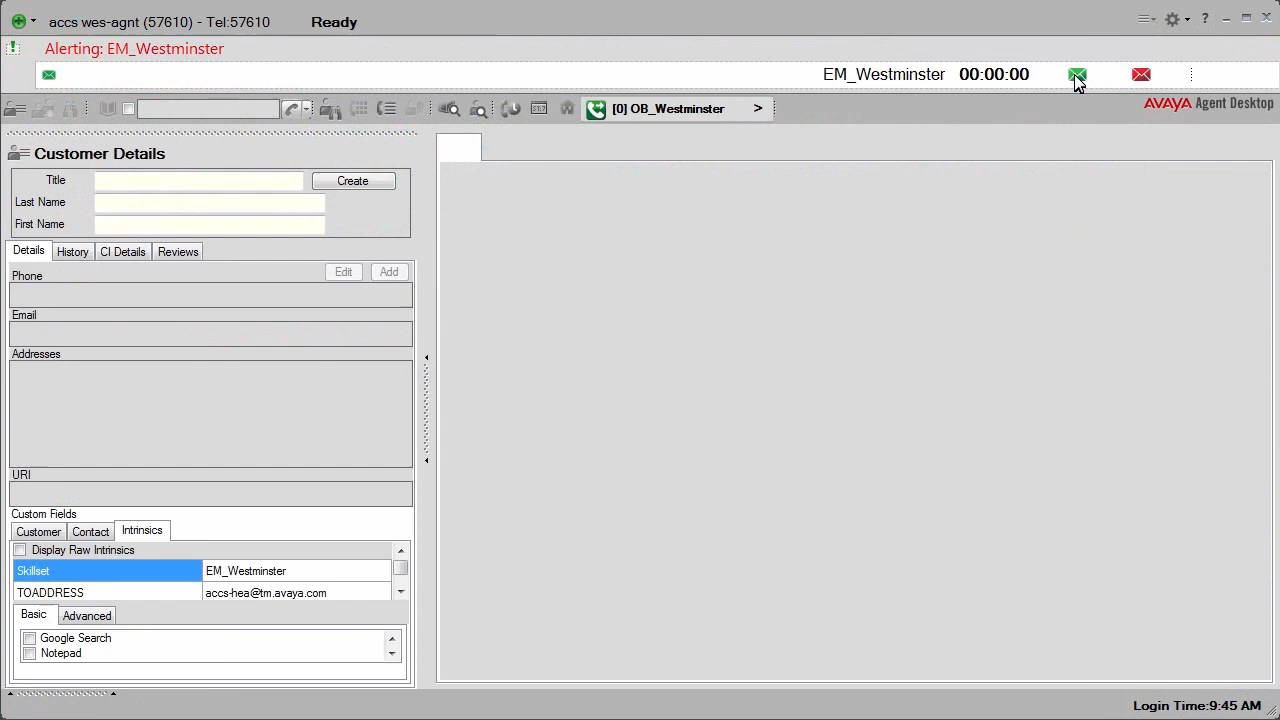 accs wes-agnt (57610) - Tel:57610 Ready
Alerting: EM_Westminster
EM_Westminster 00:00:00
[0] OB_Westminster >
AVAYA Agent Desktop
Customer Details
Title Create
Last Name
First Name
Details History CI Details Reviews
Phone Edit Add
Email
Addresses
URI
Custom Fields
Customer Contact Intrinsics
Display Raw Intrinsics
Skillset EM_Westminster
TOADDRESS accs-hea@tm.avaya.com
Basic Advanced
Google Search
Notepad
Login Time:9:45 AM